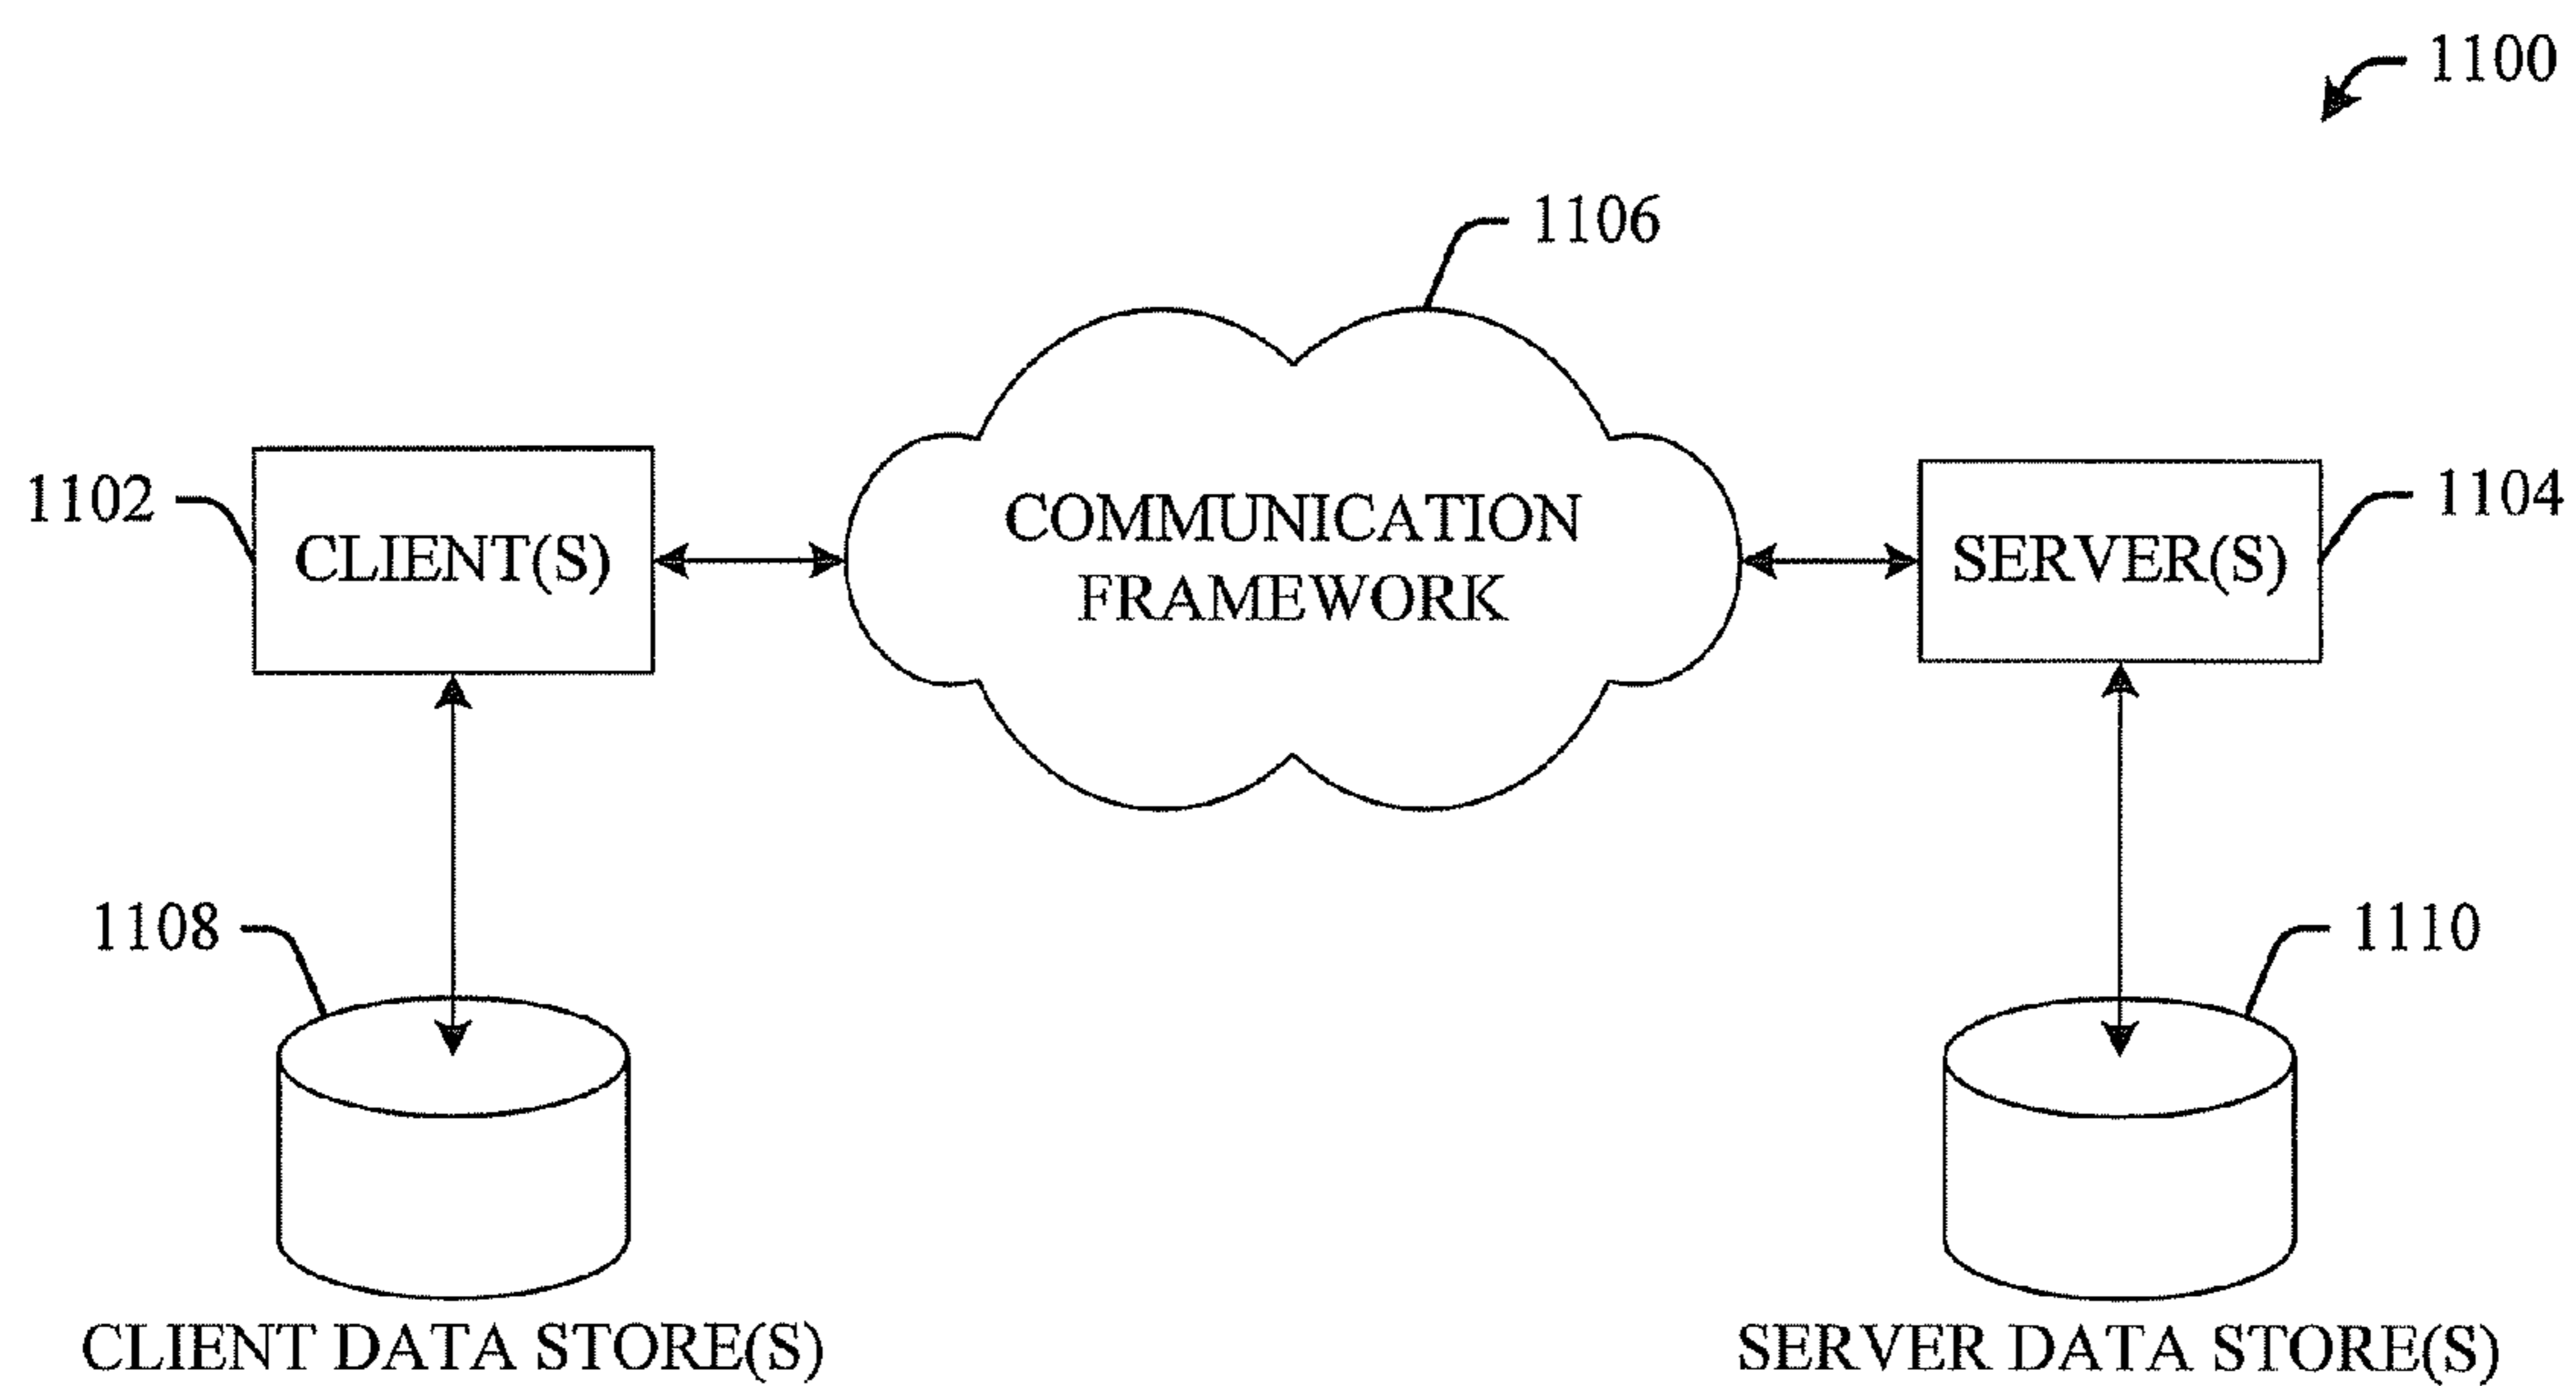 1100
1106
1102
CLIENT(S)
COMMUNICATION
FRAMEWORK
SERVER(S)
1104
1108
1110
CLIENT DATA STORE(S)
SERVER DATA STORE(S)